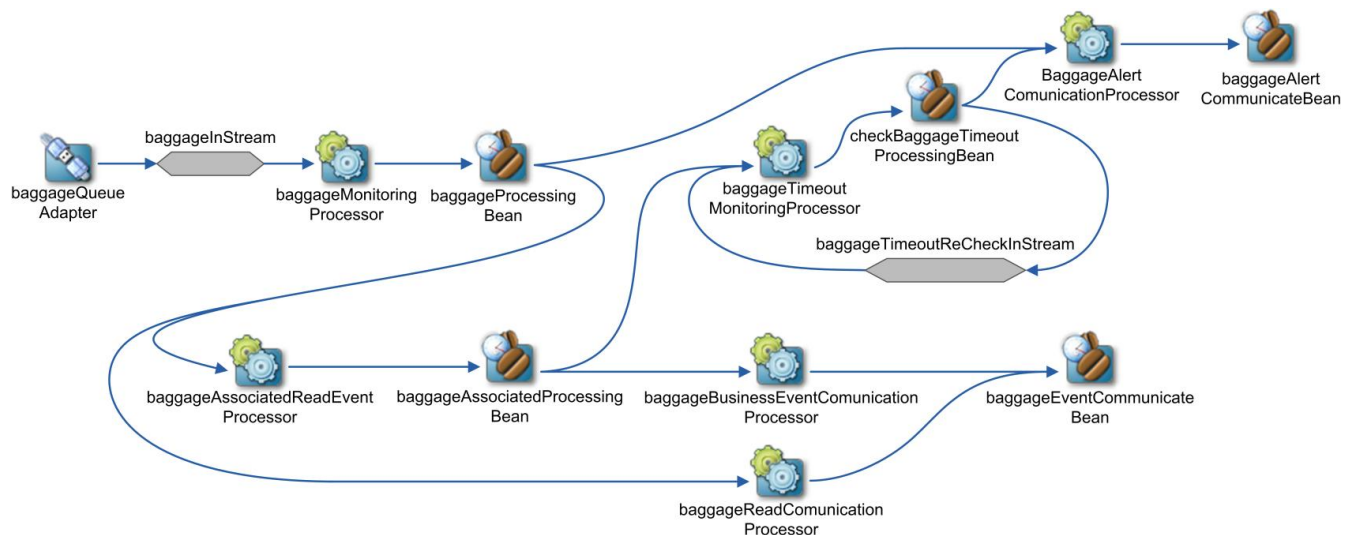 BaggageAlert
ComunicationProcessor
baggageAlert
CommunicateBean
checkBaggageTimeout
ProcessingBean
baggageInStream
baggageQueue
Adapter
baggageMonitoring
Processor
baggageProcessing
Bean
baggageTimeout
MonitoringProcessor
baggageTimeoutReCheckInStream
baggageAssociatedReadEvent
Processor
baggageAssociatedProcessing
Bean
baggageBusinessEventComunication
Processor
baggageEventCommunicate
Bean
baggageReadComunication
Processor